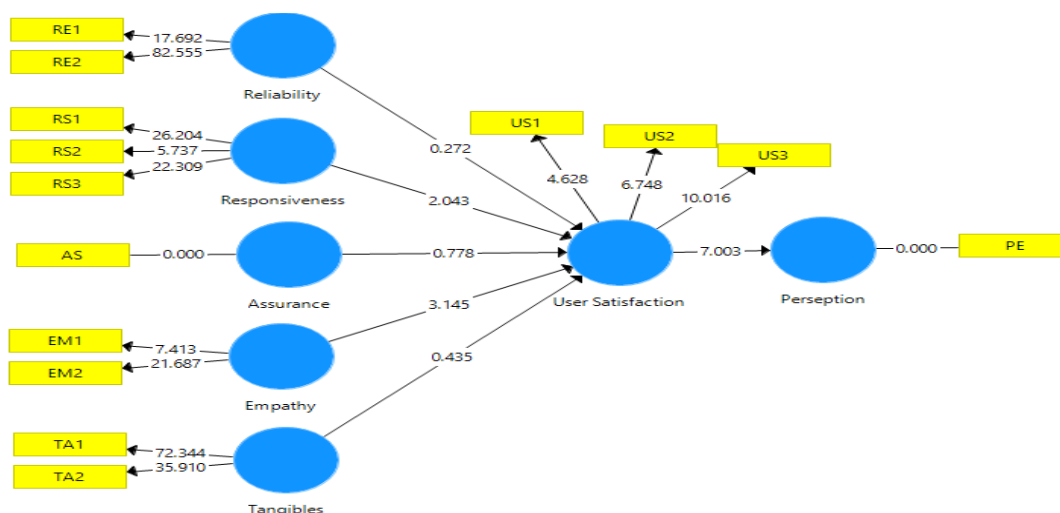 RE1
17.692
RE2
82.555
Reliability
RS1
26.204
RS2
5.737
RS3
22.309
Responsiveness
AS
0.000
Assurance
EM1
7.413
EM2
21.687
Empathy
TA1
72.344
TA2
35.910
Tangibles
0.272
2.043
0.778
3.145
0.435
US1
US2
US3
4.628
6.748
10.016
User Satisfaction
7.003
Perseption
0.000
PE